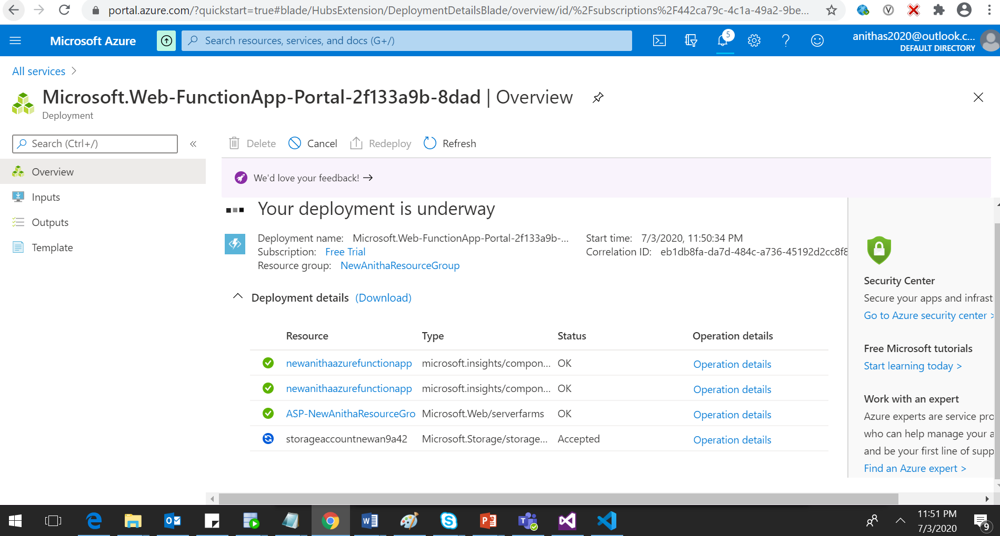 portal.azure.com/?quickstart=true#blade/HubsExtension/DeploymentDetailsBlade/overview/id/%2Fsubscriptions%2F442ca79c-4c1a-49a2-9be...
Microsoft Azure
Search resources, services, and docs (G+/)
5
anithas2020@outlook.c...
DEFAULT DIRECTORY
All services >
Microsoft.Web-FunctionApp-Portal-2f133a9b-8dad | Overview
Deployment
Search (Ctrl+/)
«
Delete
Cancel
Redeploy
Refresh
Overview
Inputs
Outputs
Template
We'd love your feedback! →
Your deployment is underway
Deployment name: Microsoft.Web-FunctionApp-Portal-2f133a9b-...
Subscription: Free Trial
Resource group: NewAnithaResourceGroup
Start time: 7/3/2020, 11:50:34 PM
Correlation ID: eb1db8fa-da7d-484c-a736-45192d2cc8f8
Deployment details (Download)
Resource Type Status Operation details
newanithaazurefunctionapp microsoft.insights/compon... OK Operation details
newanithaazurefunctionapp microsoft.insights/compon... OK Operation details
ASP-NewAnithaResourceGro Microsoft.Web/serverfarms OK Operation details
storageaccountnewan9a42 Microsoft.Storage/storage... Accepted Operation details
Security Center
Secure your apps and infrast
Go to Azure security center >
Free Microsoft tutorials
Start learning today >
Work with an expert
Azure experts are service pro
who can help manage your a
and be your first line of supp
Find an Azure expert >
11:51 PM
7/3/2020
9